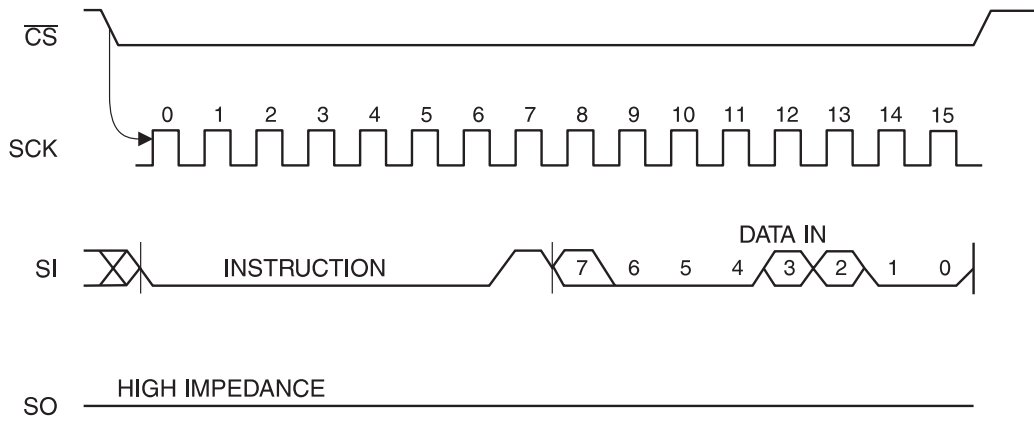 CS
0 1 2 3 4 5 6 7 8 9 10 11 12 13 14 15
SCK
DATA IN
SI INSTRUCTION 7 6 5 4 3 2 1 0
HIGH IMPEDANCE
SO